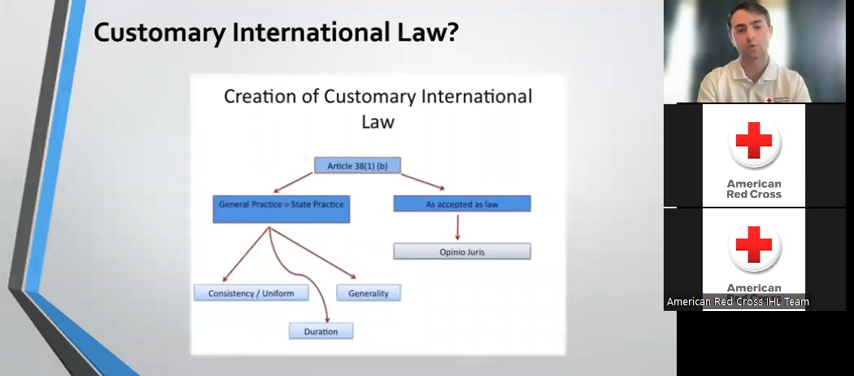 Customary International Law?
Creation of Customary International
Law
Article 38(1) (b)
General Practice = State Practice
As accepted as law
Opinio Juris
Consistency / Uniform
Generality
Duration
American
Red Cross
American
American Red Cross IHL Team